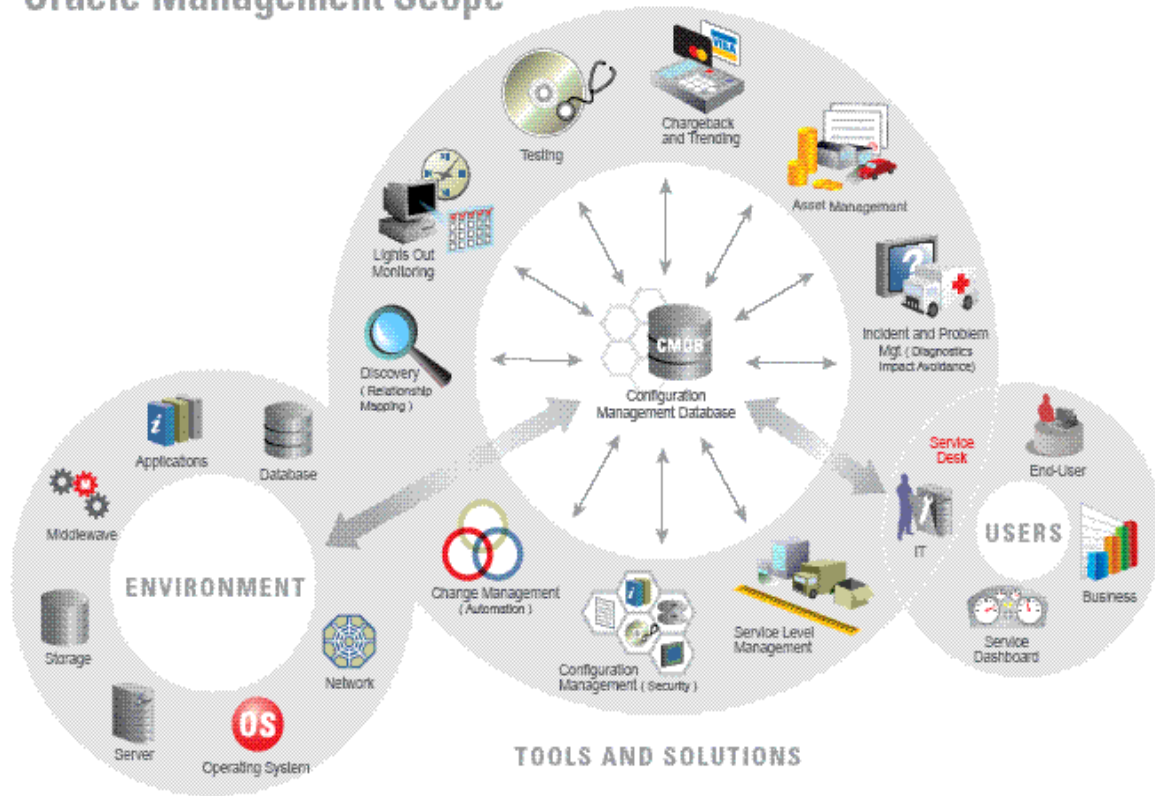 Oracle Management Scope
VISA
Chargeback
and Trending
Testing
Asset Management
Lights Out
Monitoring
?
Incident and Problem
Mgt ( Diagnostics
Impact Avoidance)
CMDB
Configuration
Management Database
Discovery
( Relationship
Mapping )
i
Applications
Database
Middlewave
ENVIRONMENT
Storage
Server
OS
Operating System
Network
Change Management
( Automation )
i
Configuration
Management ( Security )
Service Level
Management
Service
Desk
IT
End-User
USERS
Business
Service
Dashboard
TOOLS AND SOLUTIONS